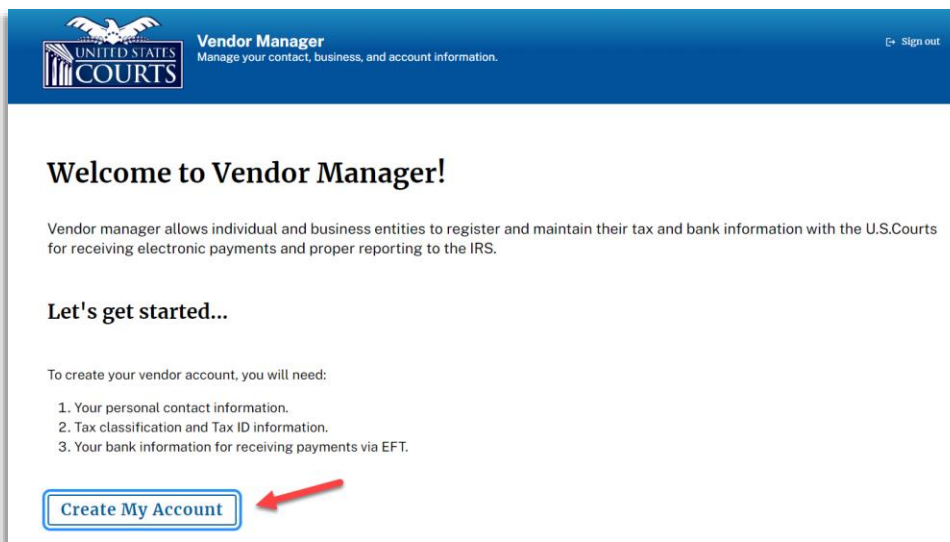 UNITED STATES
COURTS
Vendor Manager
Manage your contact, business, and account information.
Sign out
Welcome to Vendor Manager!
Vendor manager allows individual and business entities to register and maintain their tax and bank information with the U.S.Courts
for receiving electronic payments and proper reporting to the IRS.
Let's get started...
To create your vendor account, you will need:
1. Your personal contact information.
2. Tax classification and Tax ID information.
3. Your bank information for receiving payments via EFT.
Create My Account